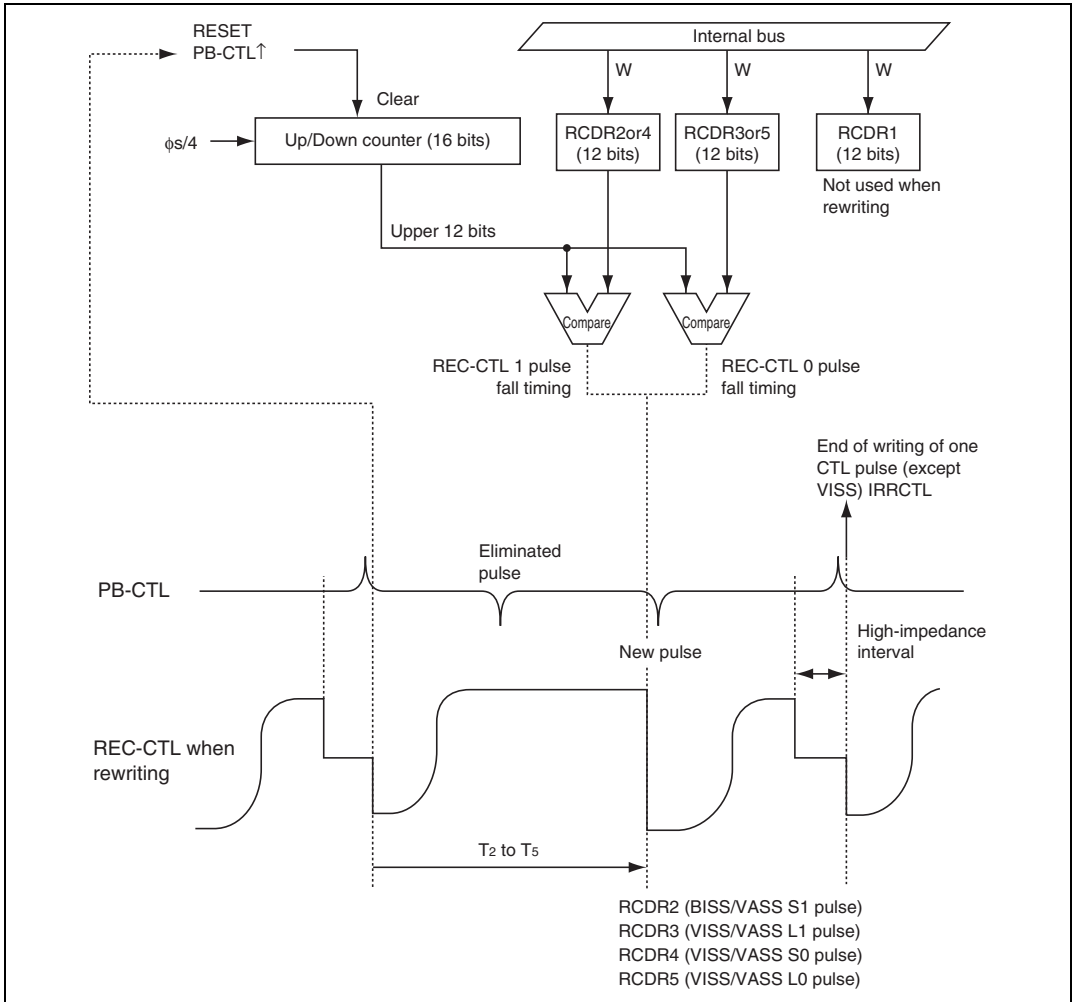 RESET
PB-CTL↑
Internal bus
W
W
W
Clear
ϕs/4
Up/Down counter (16 bits)
RCDR2or4
(12 bits)
RCDR3or5
(12 bits)
RCDR1
(12 bits)
Not used when
rewriting
Upper 12 bits
Compare
Compare
REC-CTL 1 pulse
fall timing
REC-CTL 0 pulse
fall timing
End of writing of one
CTL pulse (except
VISS) IRRCTL
Eliminated
pulse
PB-CTL
New pulse
High-impedance
interval
REC-CTL when
rewriting
T2 to T5
RCDR2 (BISS/VASS S1 pulse)
RCDR3 (VISS/VASS L1 pulse)
RCDR4 (VISS/VASS S0 pulse)
RCDR5 (VISS/VASS L0 pulse)